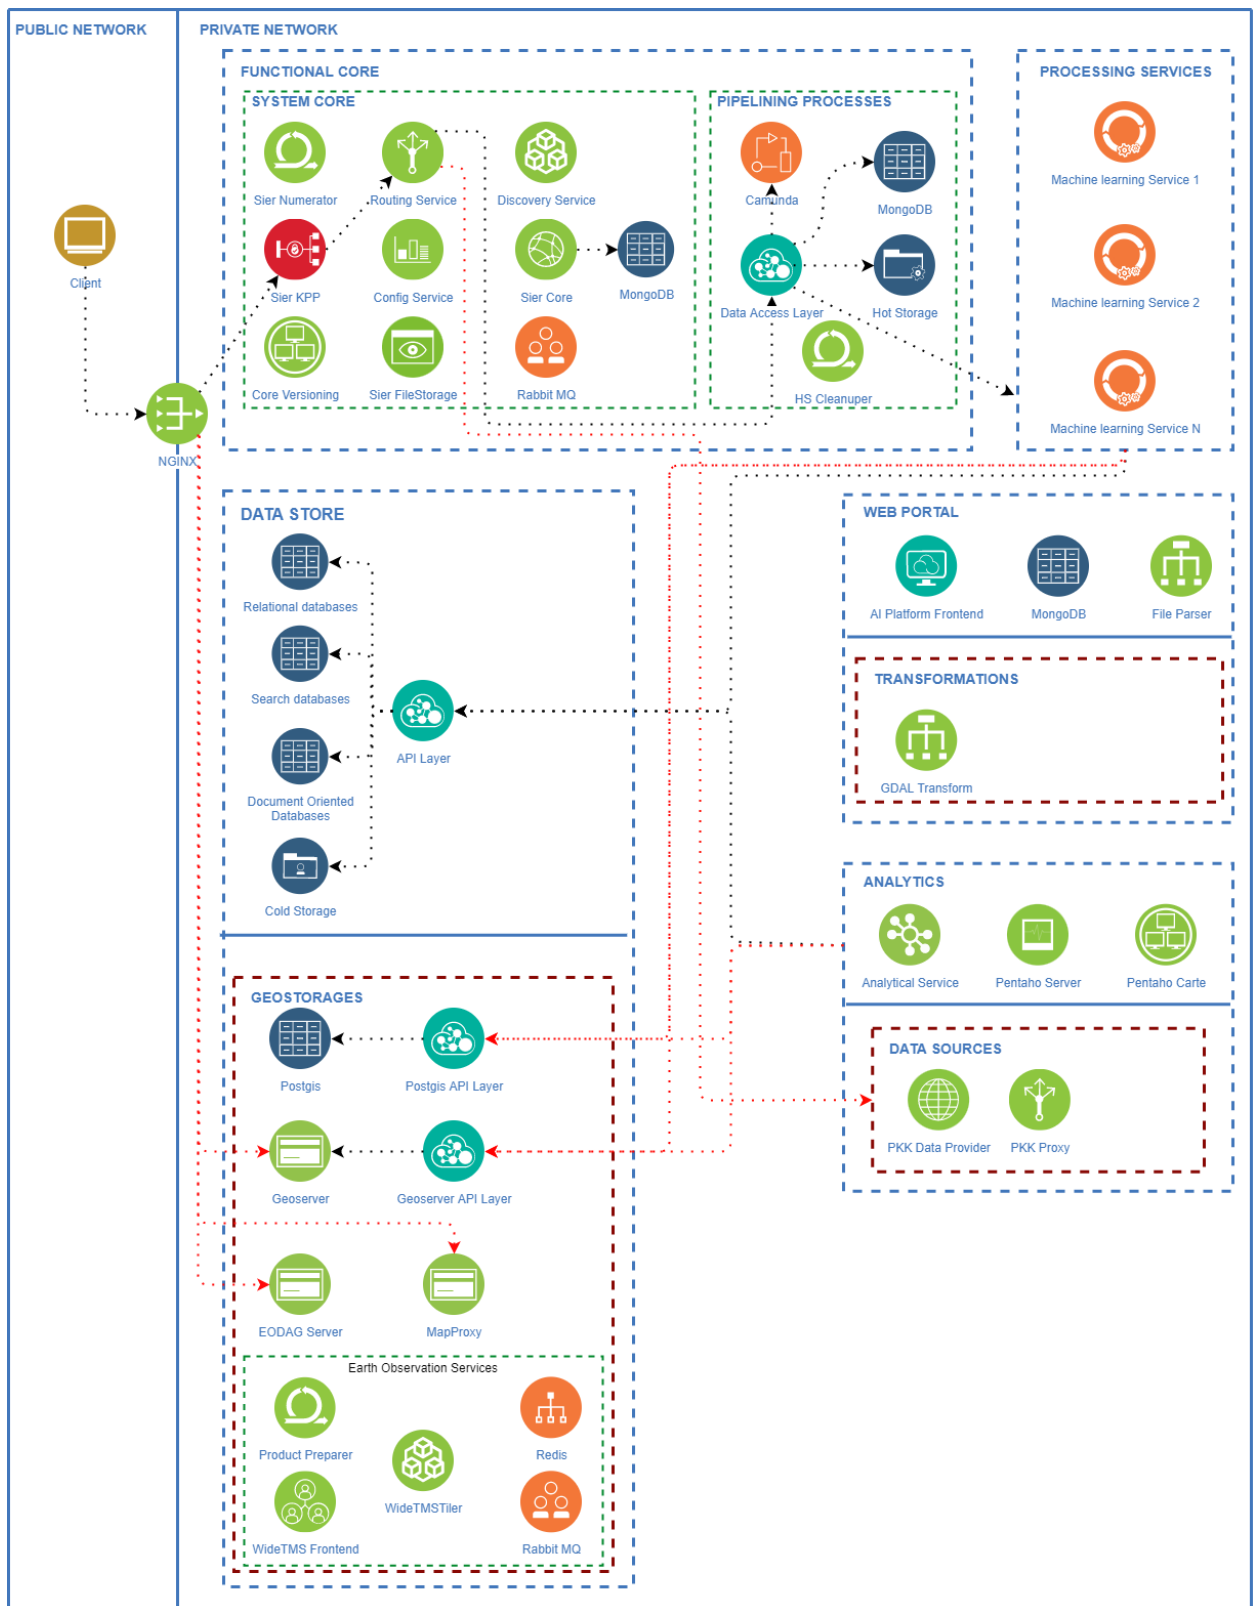 PUBLIC NETWORK
PRIVATE NETWORK
FUNCTIONAL CORE
PROCESSING SERVICES
SYSTEM CORE
PIPELINING PROCESSES
Sier Numerator
Routing Service
Discovery Service
Camunda
MongoDB
Machine learning Service 1
Client
Sier KPP
Config Service
Sier Core
MongoDB
Data Access Layer
Hot Storage
Machine learning Service 2
Core Versioning
Sier FileStorage
Rabbit MQ
HS Cleanuper
Machine learning Service N
NGINX
DATA STORE
Relational databases
Search databases
API Layer
Document Oriented
Databases
Cold Storage
WEB PORTAL
AI Platform Frontend
MongoDB
File Parser
TRANSFORMATIONS
GDAL Transform
ANALYTICS
Analytical Service
Pentaho Server
Pentaho Carte
DATA SOURCES
PKK Data Provider
PKK Proxy
GEOSTORAGES
Postgis
Postgis API Layer
Geoserver
Geoserver API Layer
EODAG Server
MapProxy
Earth Observation Services
Product Preparer
Redis
WideTMSTiler
WideTMS Frontend
Rabbit MQ